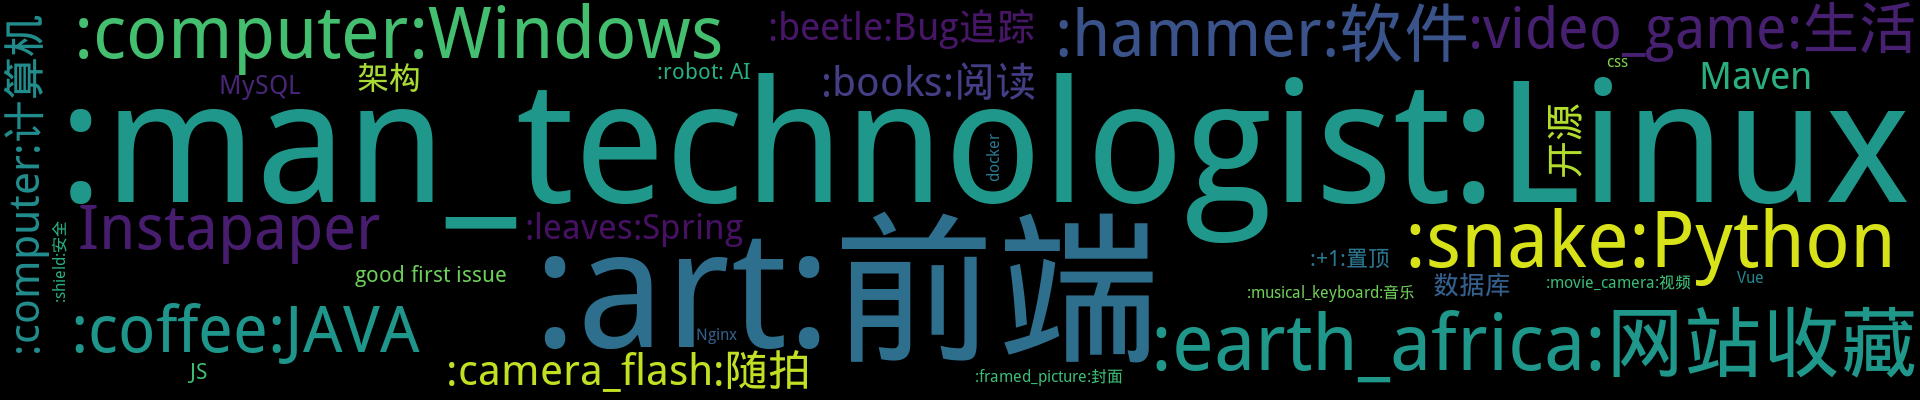 :computer:计算机
:computer:Windows
:beetle:Bug追踪
:hammer:软件
:video_game:生活
MySQL
架构
:robot: AI
:books:阅读
css
Maven
:man_technologist:Linux
docker
开源
:shield:安全
Instapaper
:leaves:Spring
:art:前端
:snake:Python
good first issue
:+1:置顶
数据库
:musical_keyboard:音乐
:movie_camera:视频
Vue
:coffee:JAVA
Nginx
:earth_africa:网站收藏
JS
:camera_flash:随拍
:framed_picture:封面